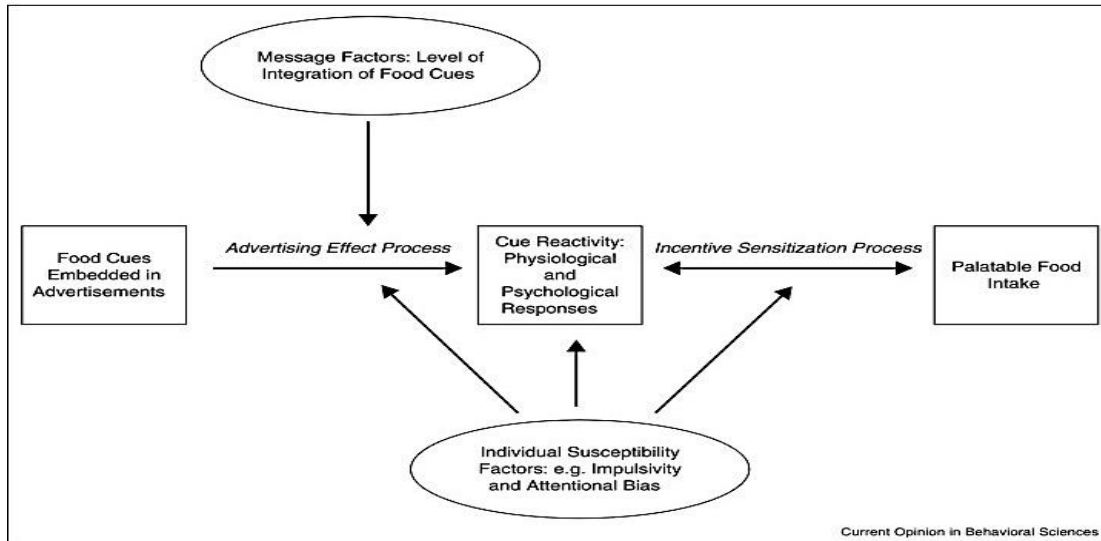 Message Factors: Level of
Integration of Food Cues
Food Cues
Embedded in
Advertisements
Advertising Effect Process
Cue Reactivity:
Physiological
and
Psychological
Responses
Incentive Sensitization Process
Palatable Food
Intake
Individual Susceptibility
Factors: e.g. Impulsivity
and Attentional Bias
Current Opinion in Behavioral Sciences